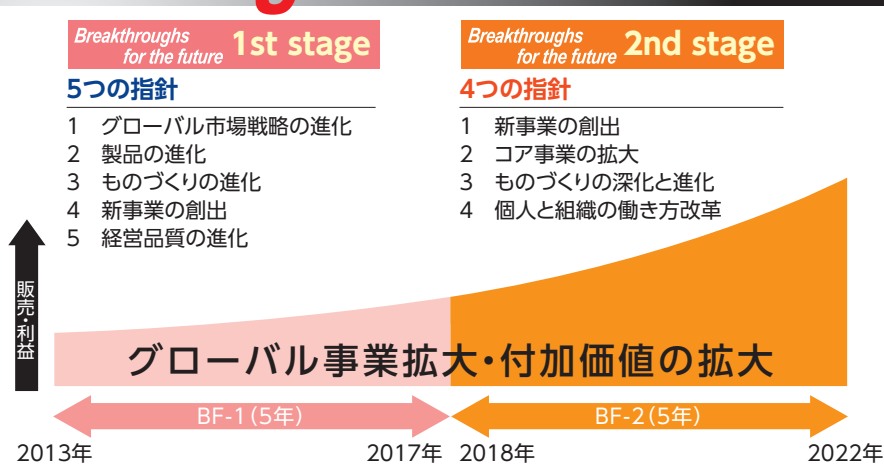 Breakthroughs
for the future 1st stage
5つの指針
1 グローバル市場戦略の進化
2 製品の進化
3 ものづくりの進化
4 新事業の創出
5 経営品質の進化
Breakthroughs
for the future 2nd stage
4つの指針
1 新事業の創出
2 コア事業の拡大
3 ものづくりの深化と進化
4 個人と組織の働き方改革
販売・利益
グローバル事業拡大・付加価値の拡大
BF-1(5年)
BF-2(5年)
2013年
2017年
2018年
2022年